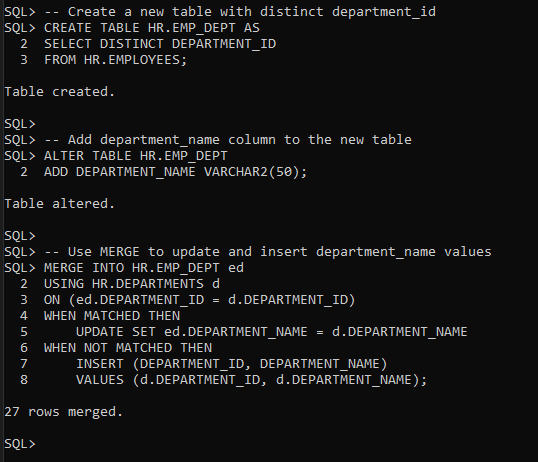 SQL> -- Create a new table with distinct department_id
SQL> CREATE TABLE HR.EMP_DEPT AS
  2  SELECT DISTINCT DEPARTMENT_ID
  3  FROM HR.EMPLOYEES;

Table created.

SQL>
SQL> -- Add department_name column to the new table
SQL> ALTER TABLE HR.EMP_DEPT
  2  ADD DEPARTMENT_NAME VARCHAR2(50);

Table altered.

SQL>
SQL> -- Use MERGE to update and insert department_name values
SQL> MERGE INTO HR.EMP_DEPT ed
  2  USING HR.DEPARTMENTS d
  3  ON (ed.DEPARTMENT_ID = d.DEPARTMENT_ID)
  4  WHEN MATCHED THEN
  5      UPDATE SET ed.DEPARTMENT_NAME = d.DEPARTMENT_NAME
  6  WHEN NOT MATCHED THEN
  7      INSERT (DEPARTMENT_ID, DEPARTMENT_NAME)
  8      VALUES (d.DEPARTMENT_ID, d.DEPARTMENT_NAME);

27 rows merged.

SQL>